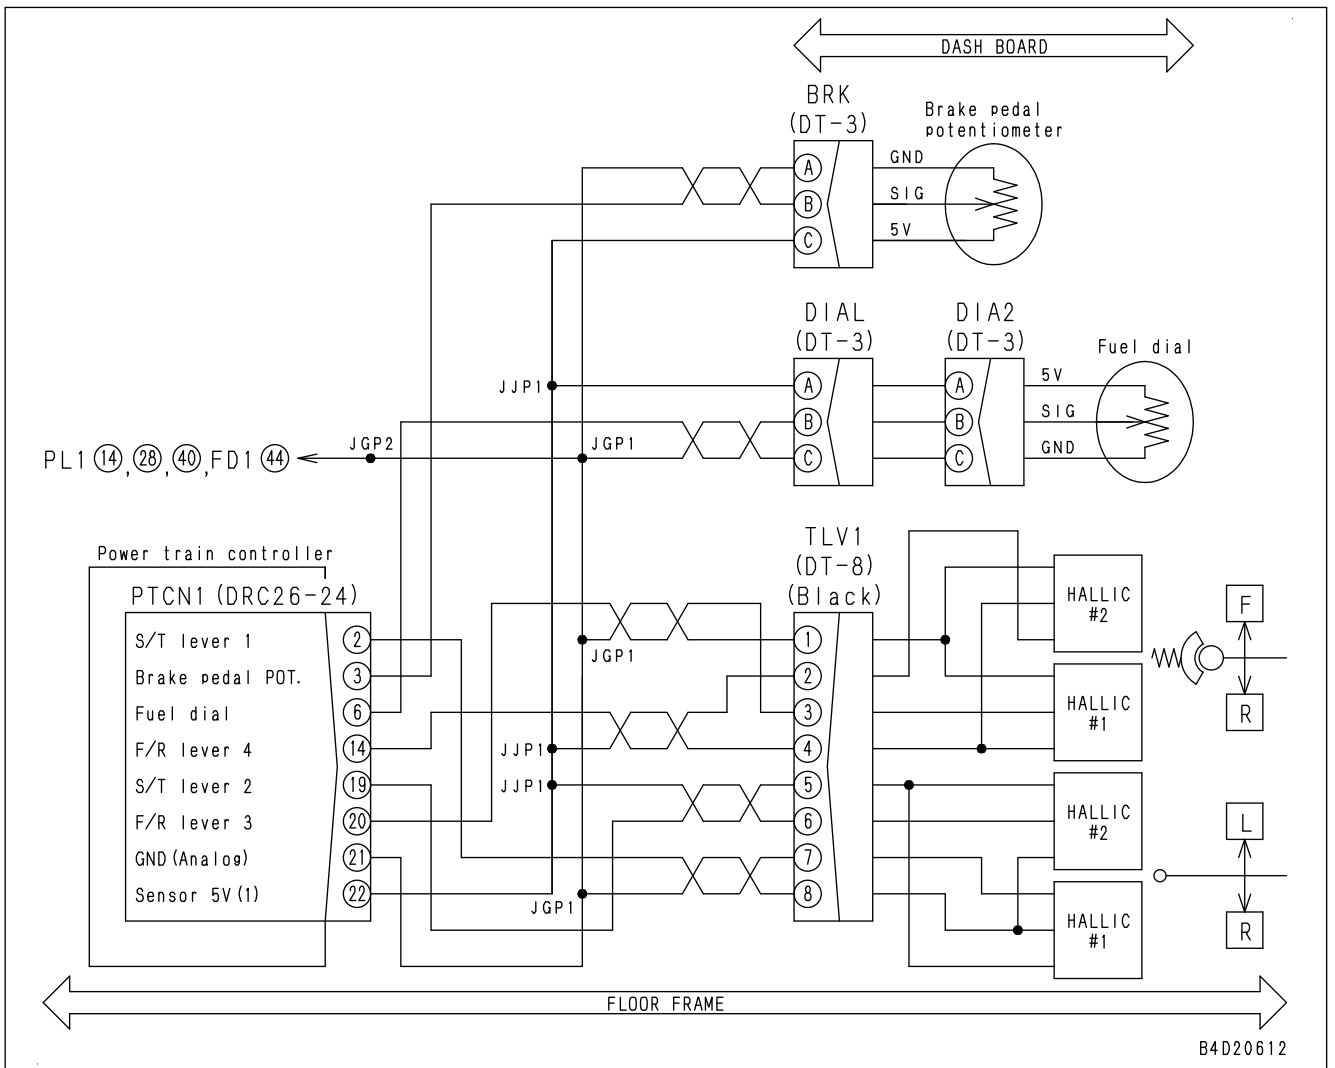 DASH BOARD
BRK
(DT-3)
Brake pedal
potentiometer
A
B
C
GND
SIG
5V
DIAL
(DT-3)
DIA2
(DT-3)
Fuel dial
JJP1
A
B
C
A
B
C
5V
SIG
GND
PL1 14, 28, 40, FD1 44
JGP2
JGP1
TLV1
(DT-8)
(Black)
Power train controller
PTCN1 (DRC26-24)
S/T lever 1
2
Brake pedal POT.
3
Fuel dial
6
F/R lever 4
14
S/T lever 2
19
F/R lever 3
20
GND(Analog)
21
Sensor 5V(1)
22
JGP1
JJP1
JJP1
JGP1
1
2
3
4
5
6
7
8
HALLIC
#2
HALLIC
#1
HALLIC
#2
HALLIC
#1
F
R
L
R
FLOOR FRAME
B4D20612